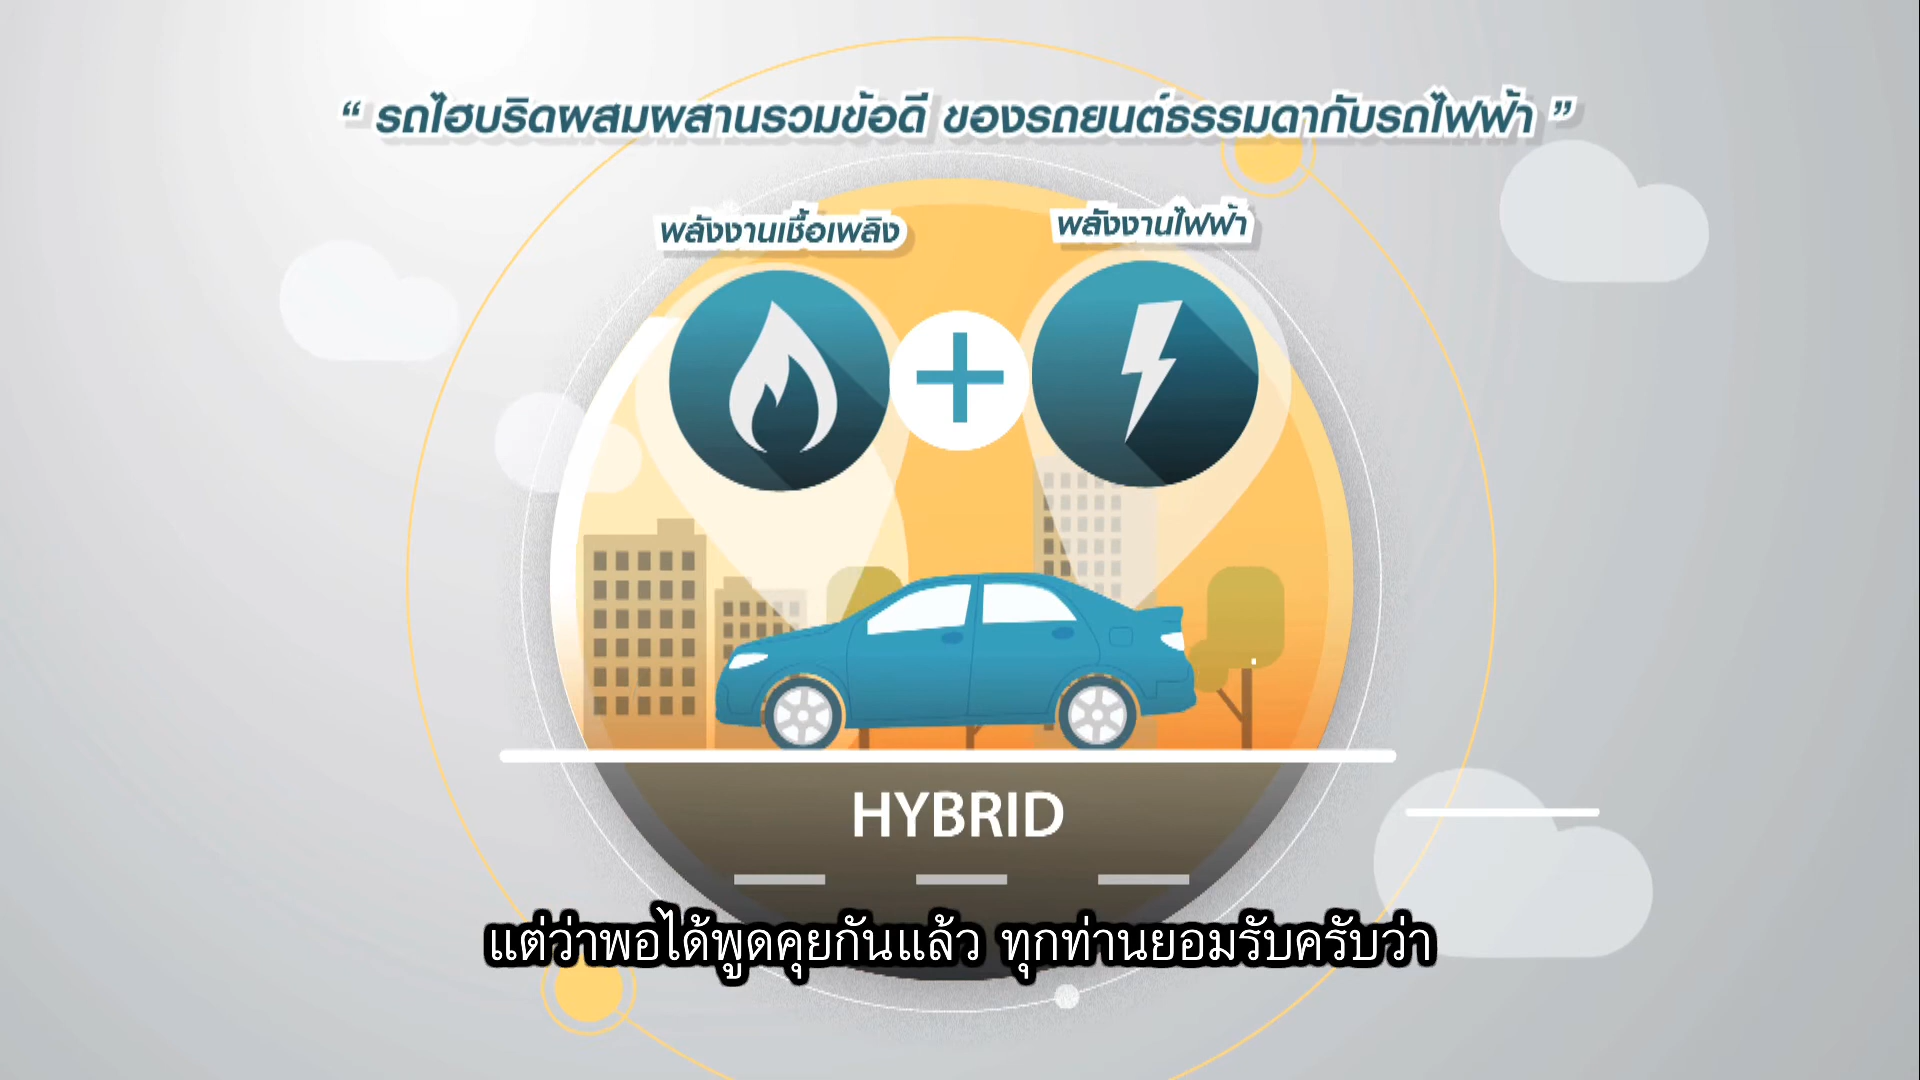 “ รถไฮบริดผสมผสานรวมข้อดี ของรถยนต์ธรรมดากับรถไฟฟ้า ”
พลังงานเชื้อเพลิง
พลังงานไฟฟ้า
HYBRID
แต่ว่าพอได้พูดคุยกันแล้ว ทุกท่านยอมรับครับว่า